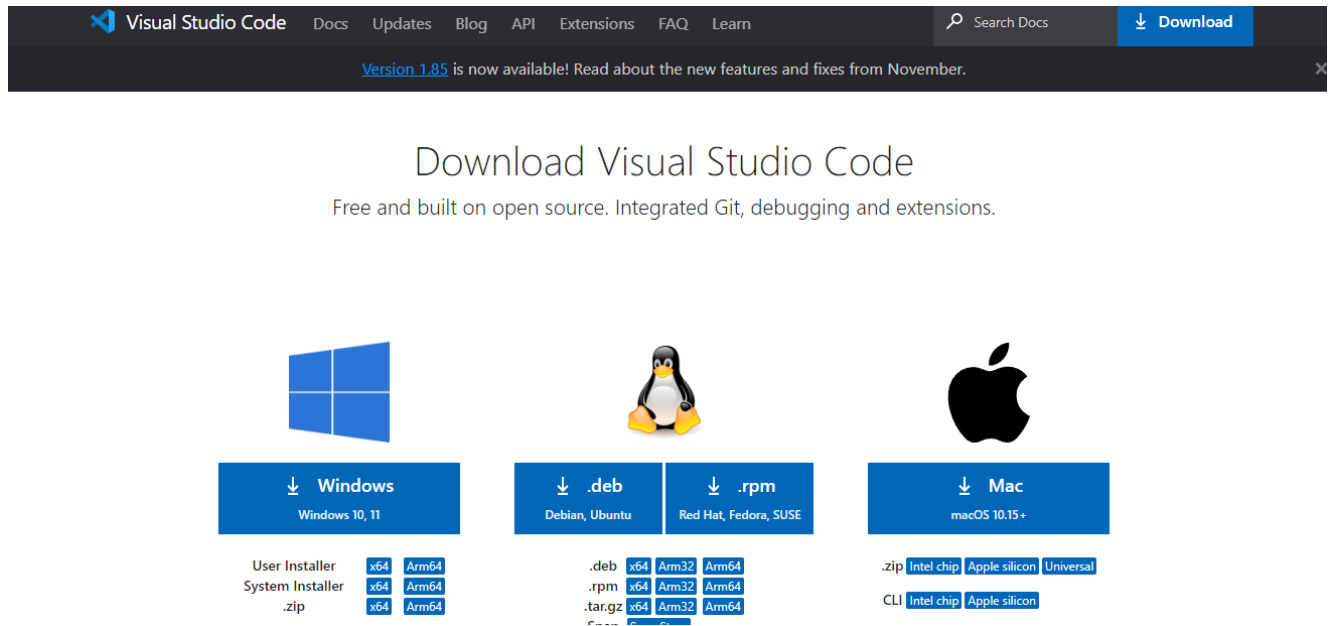 Visual Studio Code Docs Updates Blog API Extensions FAQ Learn Search Docs Download
Version 1.85 is now available! Read about the new features and fixes from November.
Download Visual Studio Code
Free and built on open source. Integrated Git, debugging and extensions.
Windows
Windows 10, 11
User Installer x64 Arm64
System Installer x64 Arm64
.zip x64 Arm64
.deb
Debian, Ubuntu
.rpm
Red Hat, Fedora, SUSE
.deb x64 Arm32 Arm64
.rpm x64 Arm32 Arm64
.tar.gz x64 Arm32 Arm64
Mac
macOS 10.15+
.zip Intel chip Apple silicon Universal
CLI Intel chip Apple silicon